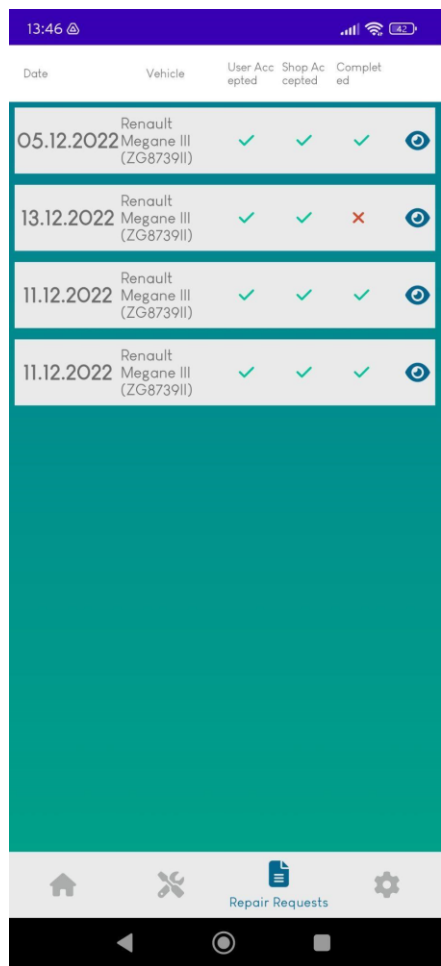 13:46
42
Date Vehicle User Acc Shop Ac Complet
epted cepted ed
Renault
05.12.2022 Megane III
(ZG8739II)
Renault
13.12.2022 Megane III
(ZG8739II)
Renault
11.12.2022 Megane III
(ZG8739II)
Renault
11.12.2022 Megane III
(ZG8739II)
Repair Requests